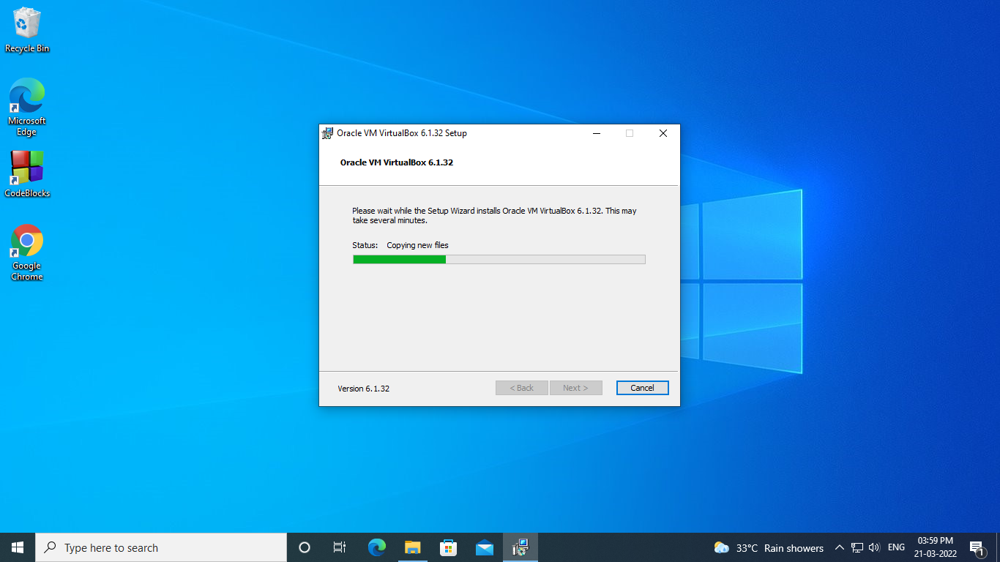 Recycle Bin
Microsoft
Edge
CodeBlocks
Google
Chrome
Oracle VM VirtualBox 6.1.32 Setup
Oracle VM VirtualBox 6.1.32
Please wait while the Setup Wizard installs Oracle VM VirtualBox 6.1.32. This may
take several minutes.
Status: Copying new files
Version 6.1.32
< Back Next > Cancel
Type here to search
33°C Rain showers
ENG
03:59 PM
21-03-2022
1